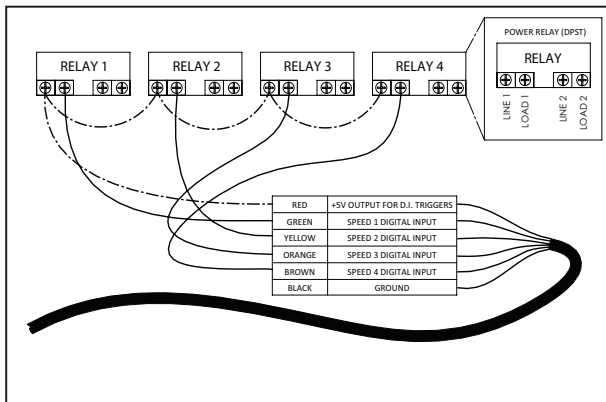 POWER RELAY (DPST)
RELAY 1
RELAY 2
RELAY 3
RELAY 4
RELAY
LINE 1
LOAD 1
LINE 2
LOAD 2
RED +5V OUTPUT FOR D.I. TRIGGERS
GREEN SPEED 1 DIGITAL INPUT
YELLOW SPEED 2 DIGITAL INPUT
ORANGE SPEED 3 DIGITAL INPUT
BROWN SPEED 4 DIGITAL INPUT
BLACK GROUND